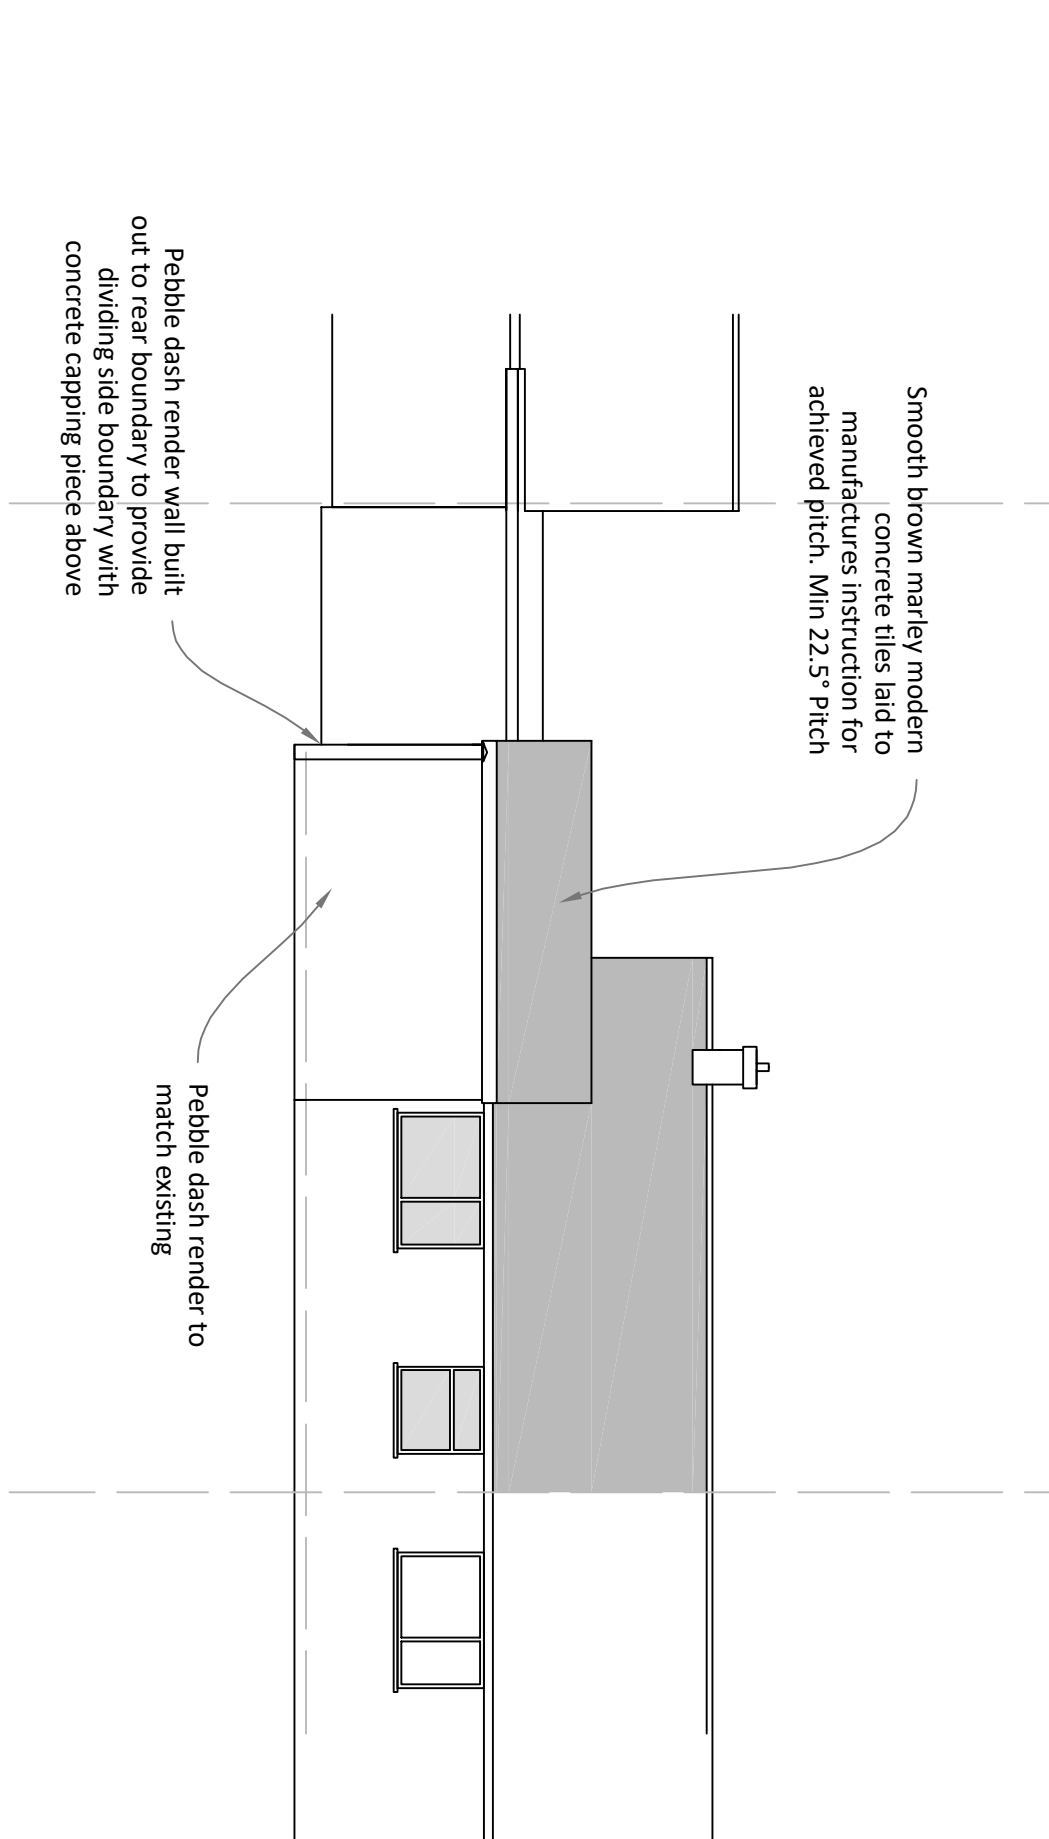 Smooth brown marley modern
concrete tiles laid to
manufactures instruction for
achieved pitch. Min 22.5° Pitch
Pebble dash render wall built
out to rear boundary to provide
dividing side boundary with
concrete capping piece above
Pebble dash render to
match existing